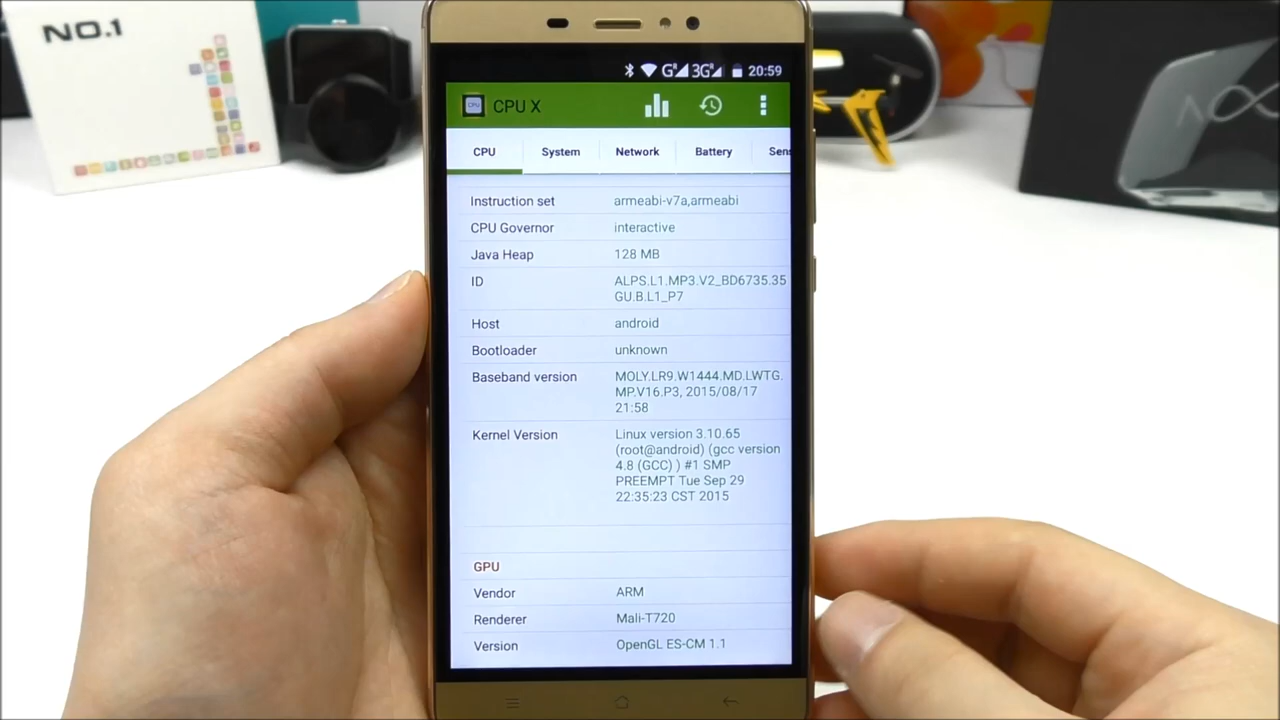 NO.1
G 3G 20:59
CPU CPU X
CPU System Network Battery Sens
Instruction set armeabi-v7a,armeabi
CPU Governor interactive
Java Heap 128 MB
ID ALPS.L1.MP3.V2_BD6735.35
GU.B.L1_P7
Host android
Bootloader unknown
Baseband version MOLY.LR9.W1444.MD.LWTG.
MP.V16.P3, 2015/08/17
21:58
Kernel Version Linux version 3.10.65
(root@android) (gcc version
4.8 (GCC) ) #1 SMP
PREEMPT Tue Sep 29
22:35:23 CST 2015
GPU
Vendor ARM
Renderer Mali-T720
Version OpenGL ES-CM 1.1